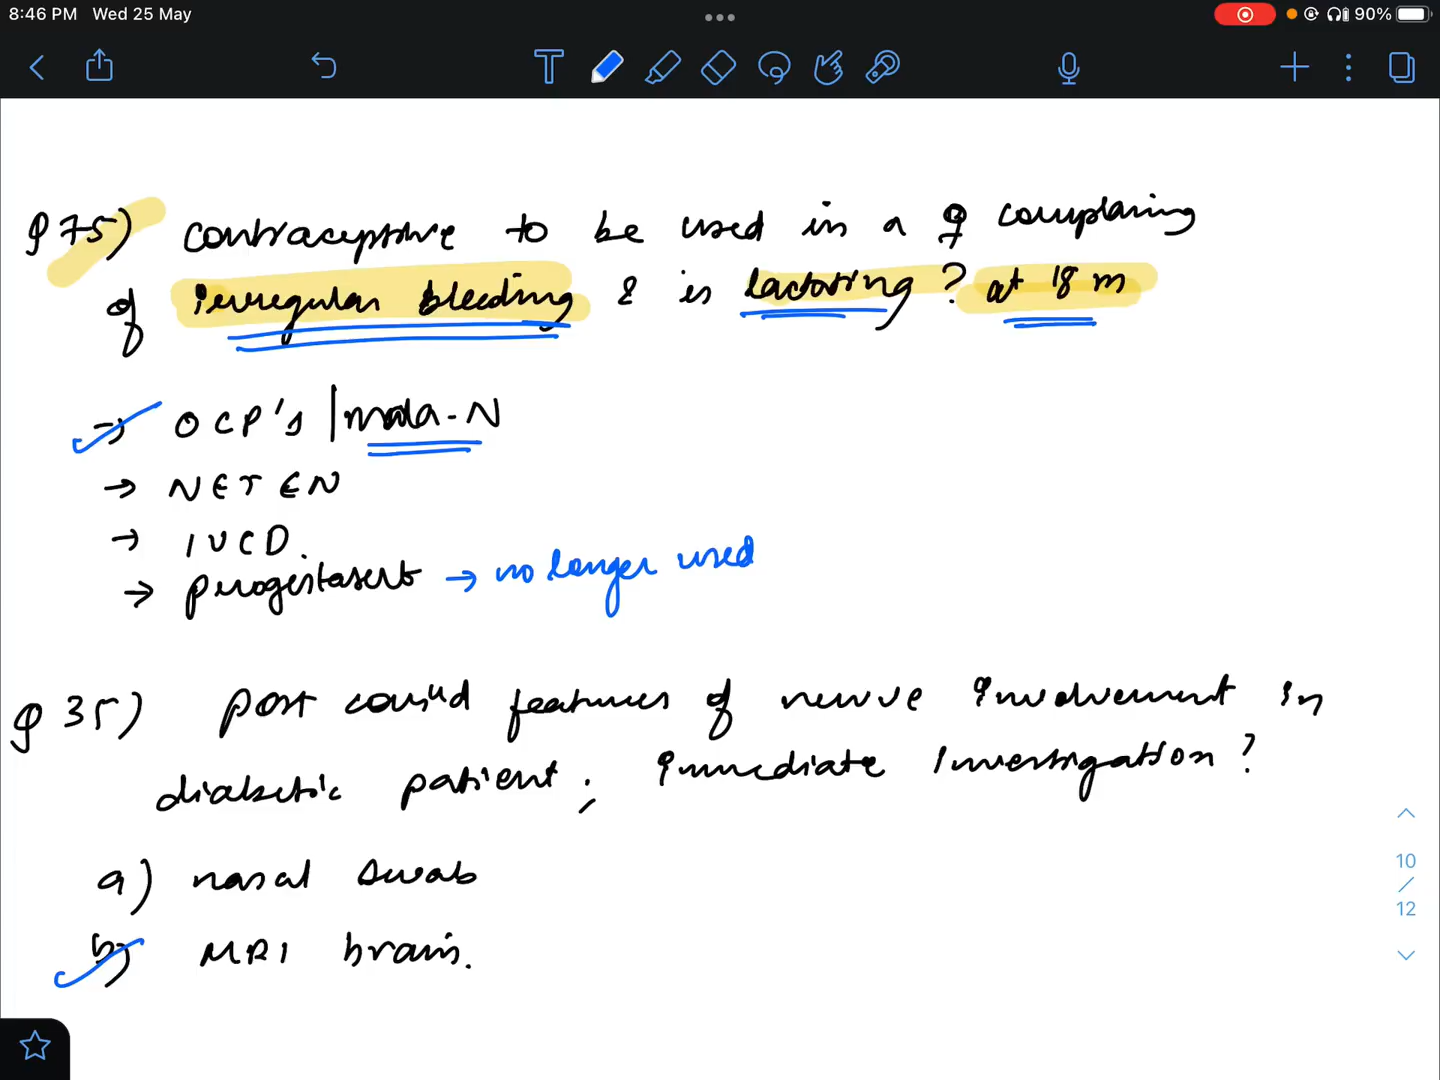 8:46 PM Wed 25 May 90%
Q 75) contraceptive to be used in a ♀ complaining
of irregular bleeding & is lactating ? at 18 m
→ OCP's | mala-N
→ NET EN
→ IUCD.
→ progestasert → no longer used
Q 35) post covid features of nerve involvement in
diabetic patient ; immediate investigation ?
a) nasal swab
b) MRI brain.
10
/
12